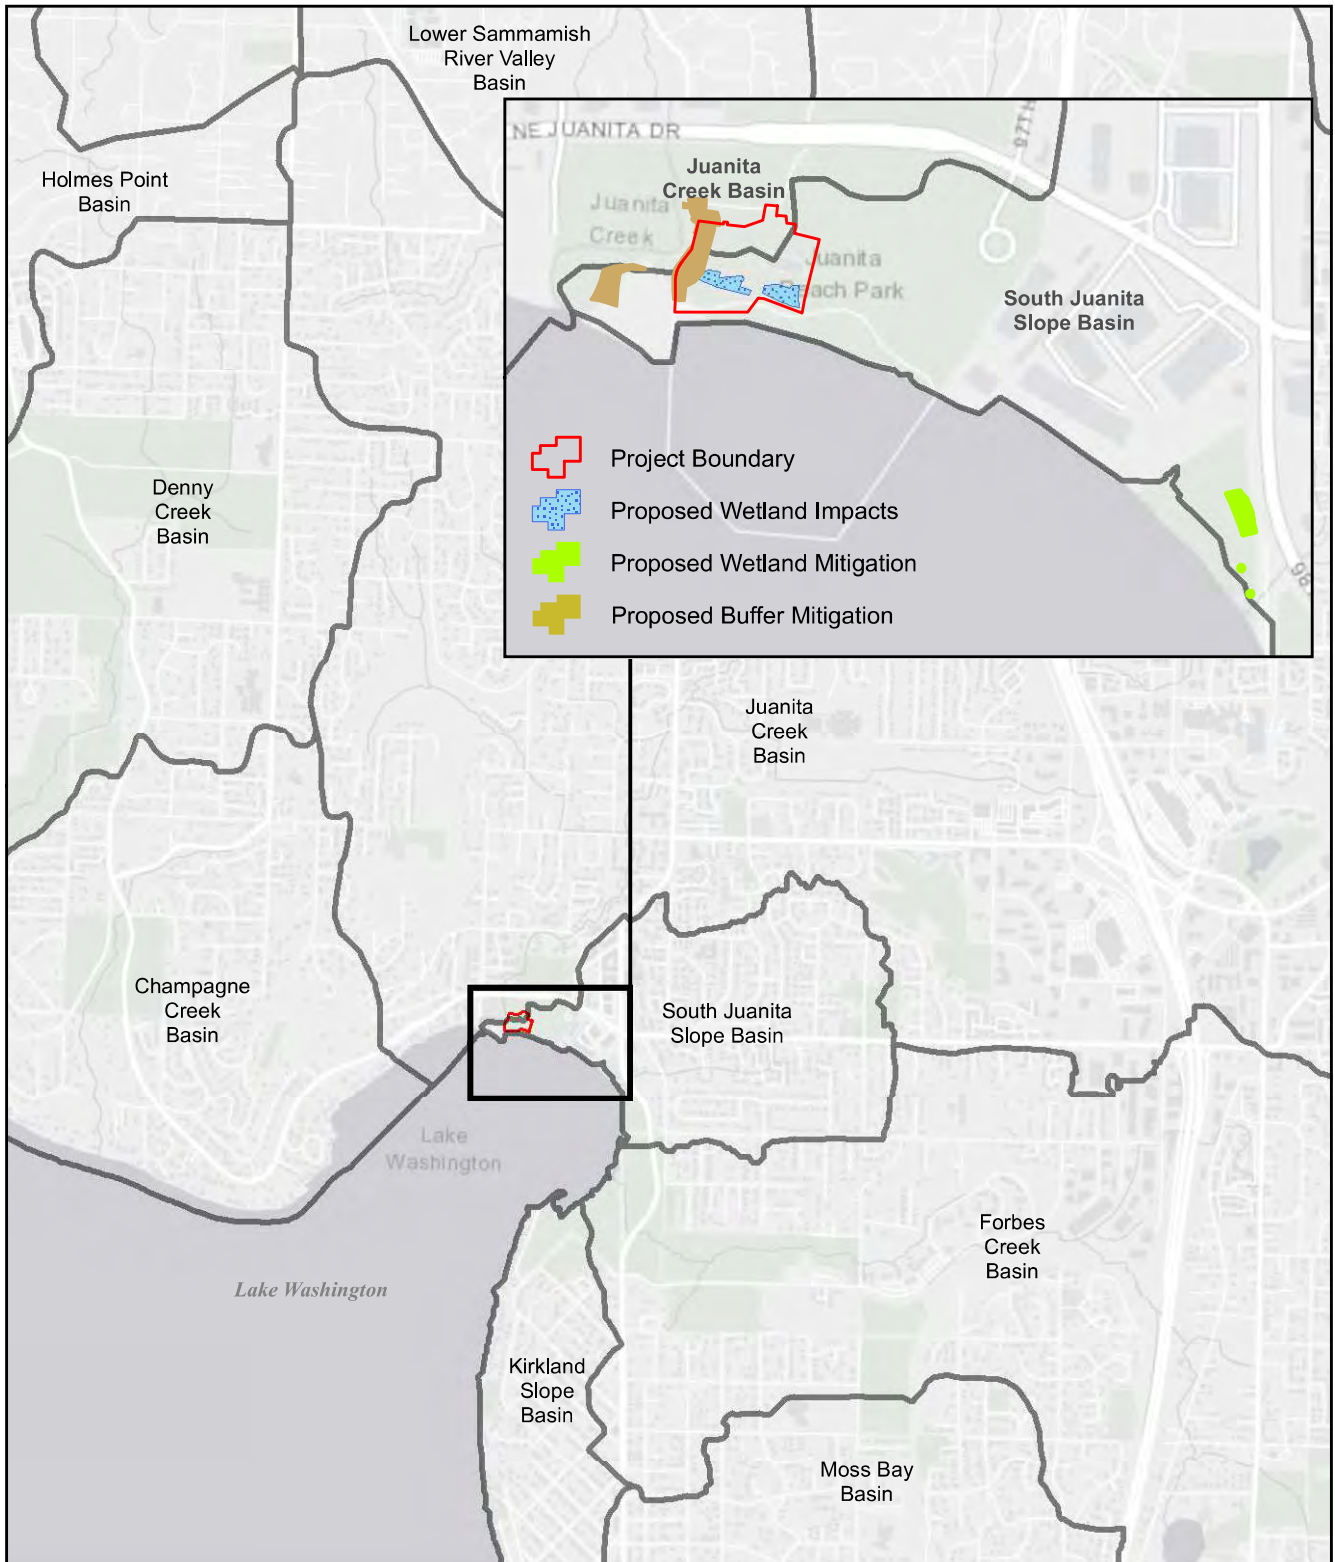 Lower Sammamish
River Valley
Basin
Holmes Point
Basin
NE JUANITA DR
97TH
Juanita
Creek Basin
Juanita
Creek
Juanita
Beach Park
South Juanita
Slope Basin
Project Boundary
Proposed Wetland Impacts
Proposed Wetland Mitigation
Proposed Buffer Mitigation
98
Denny
Creek
Basin
Juanita
Creek
Basin
Champagne
Creek
Basin
South Juanita
Slope Basin
Lake
Washington
Forbes
Creek
Basin
Lake Washington
Kirkland
Slope
Basin
Moss Bay
Basin